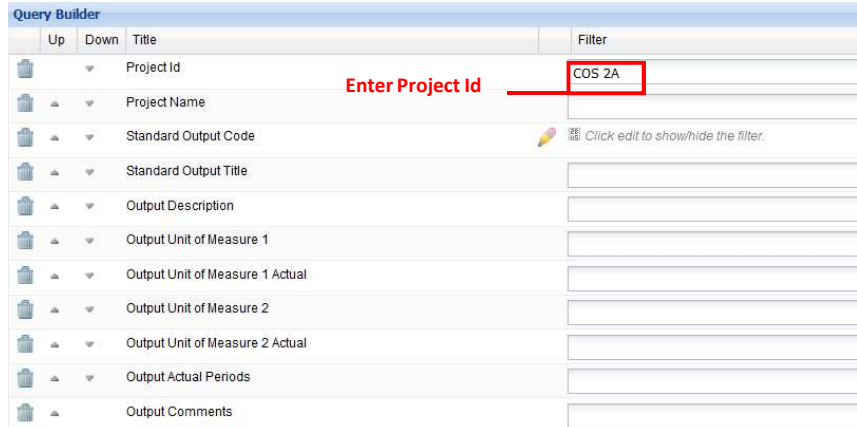 Query Builder
Up Down Title Filter
Project Id COS 2A
Enter Project Id
Project Name
Standard Output Code Click edit to show/hide the filter.
Standard Output Title
Output Description
Output Unit of Measure 1
Output Unit of Measure 1 Actual
Output Unit of Measure 2
Output Unit of Measure 2 Actual
Output Actual Periods
Output Comments